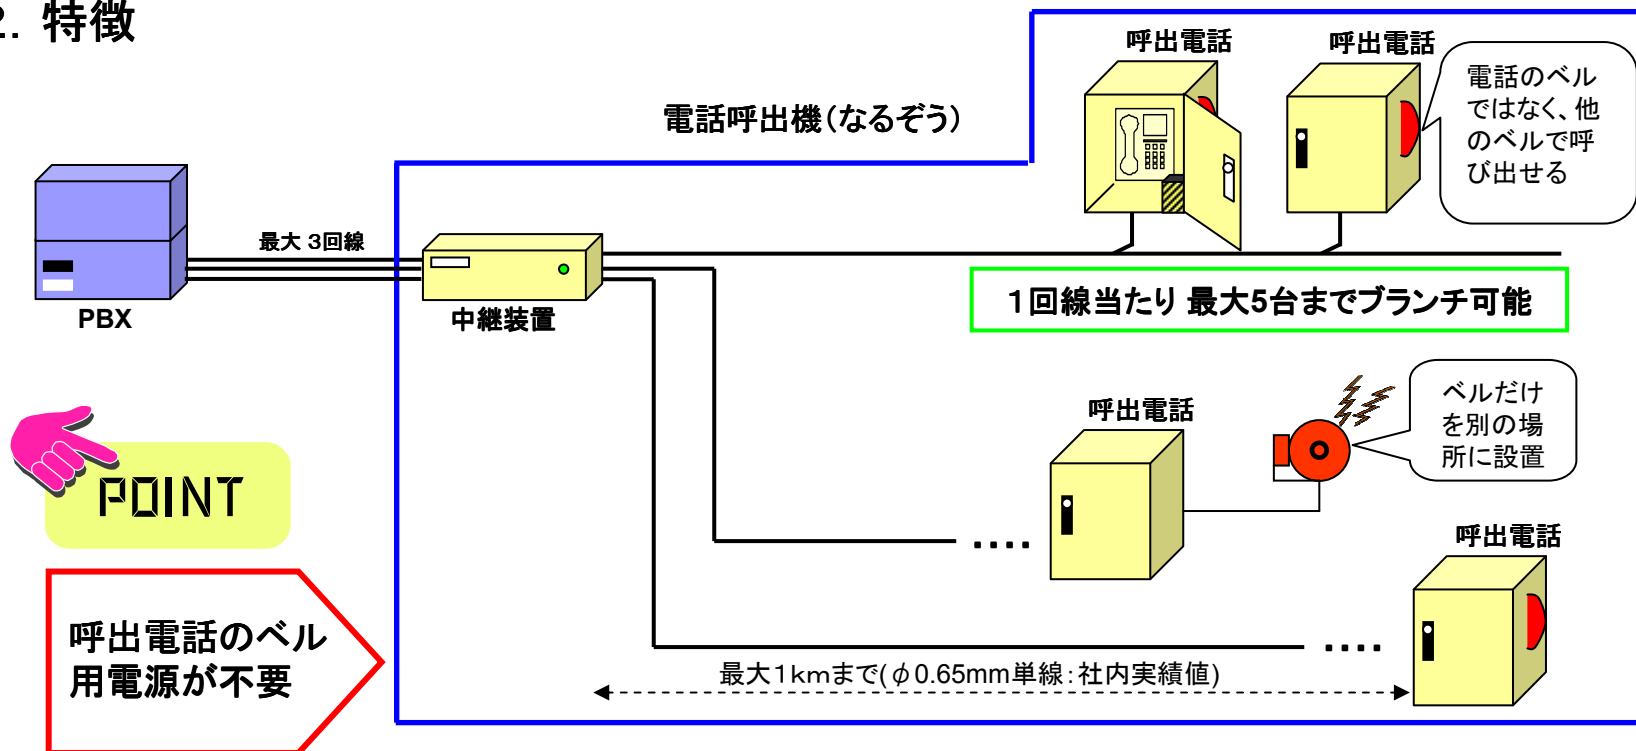 2. 特徴
呼出電話
呼出電話
電話のベル
ではなく、他
のベルで呼
び出せる
電話呼出機(なるぞう)
最大 3回線
PBX
中継装置
1回線当たり 最大5台までブランチ可能
呼出電話
ベルだけ
を別の場
所に設置
POINT
呼出電話
呼出電話のベル
用電源が不要
最大1kmまで(φ0.65mm単線:社内実績値)